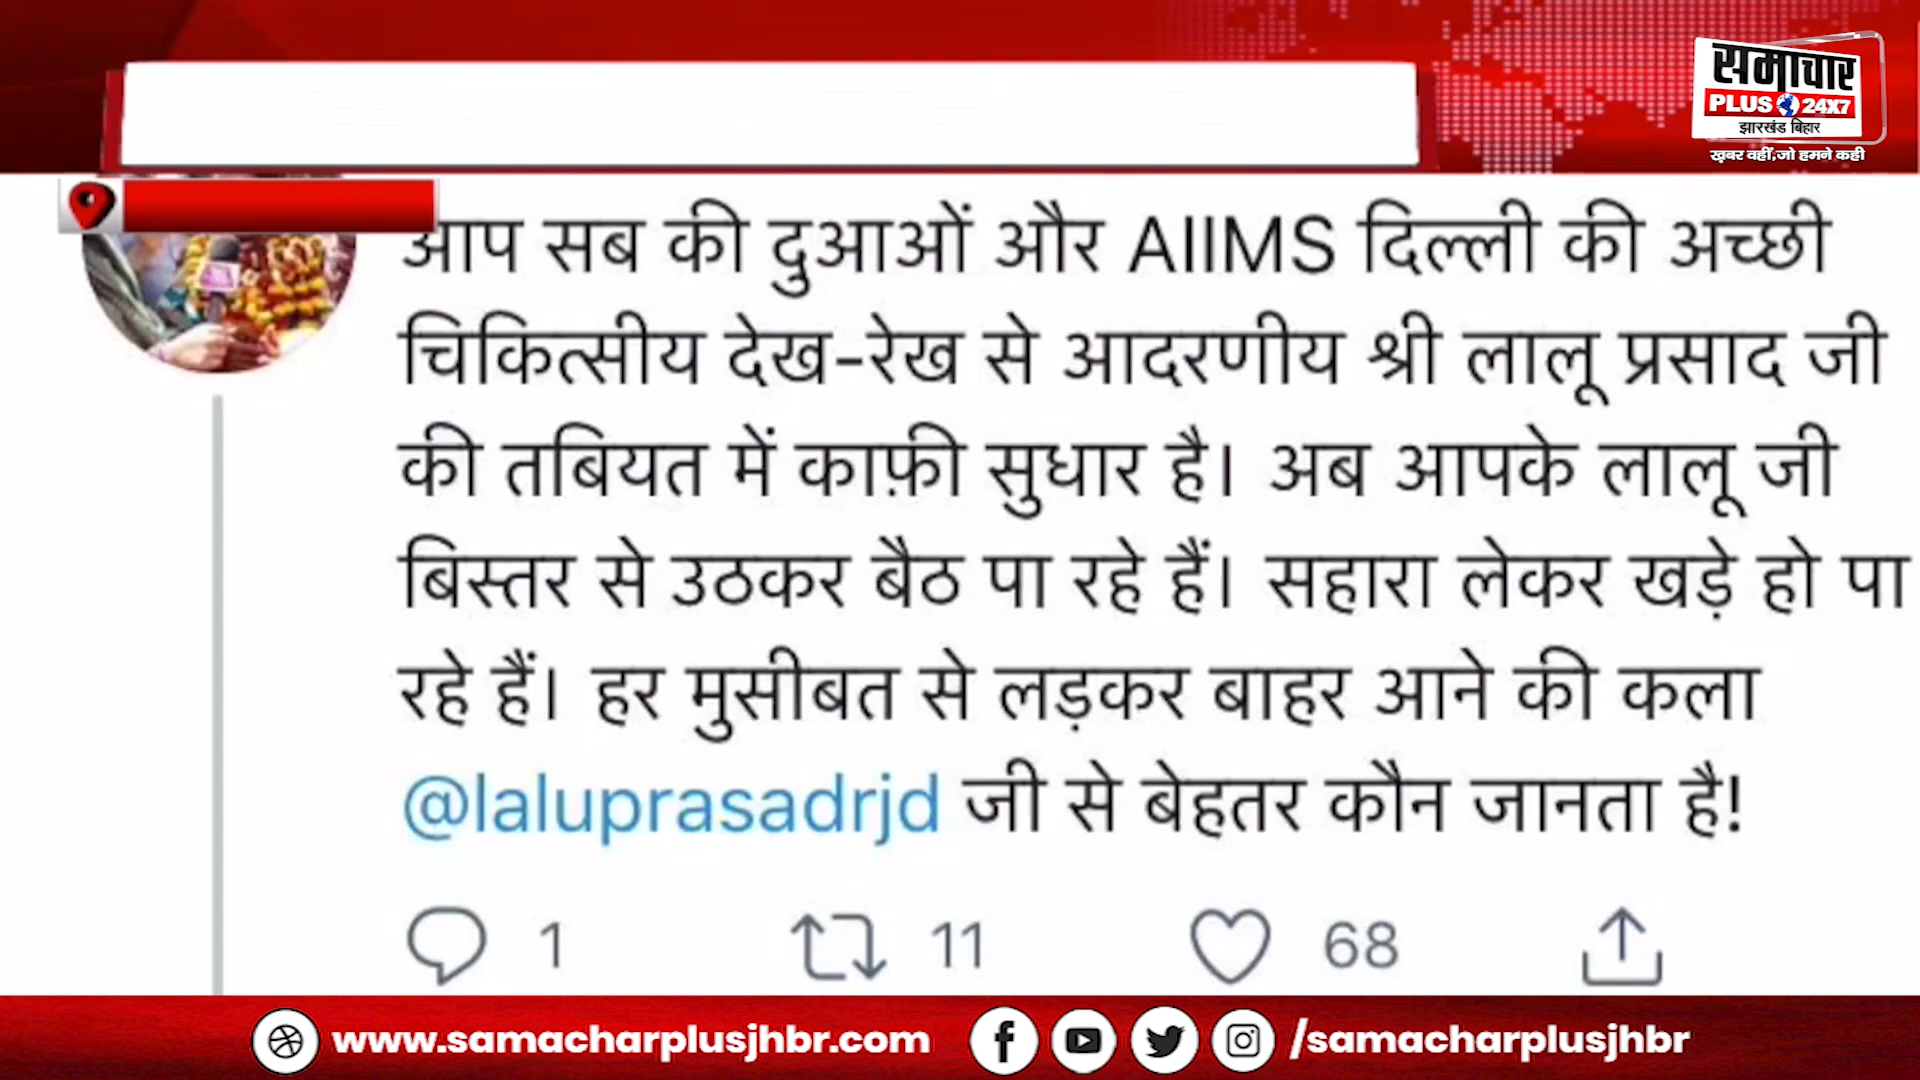 समाचार
PLUS 24X7
झारखंड बिहार
ख़बर वहीं,जो हमने कही
आप सब की दुआओं और AIIMS दिल्ली की अच्छी
चिकित्सीय देख-रेख से आदरणीय श्री लालू प्रसाद जी
की तबियत में काफ़ी सुधार है। अब आपके लालू जी
बिस्तर से उठकर बैठ पा रहे हैं। सहारा लेकर खड़े हो पा
रहे हैं। हर मुसीबत से लड़कर बाहर आने की कला
@laluprasadrjd जी से बेहतर कौन जानता है!
1 11 68
www.samacharplusjhbr.com /samacharplusjhbr